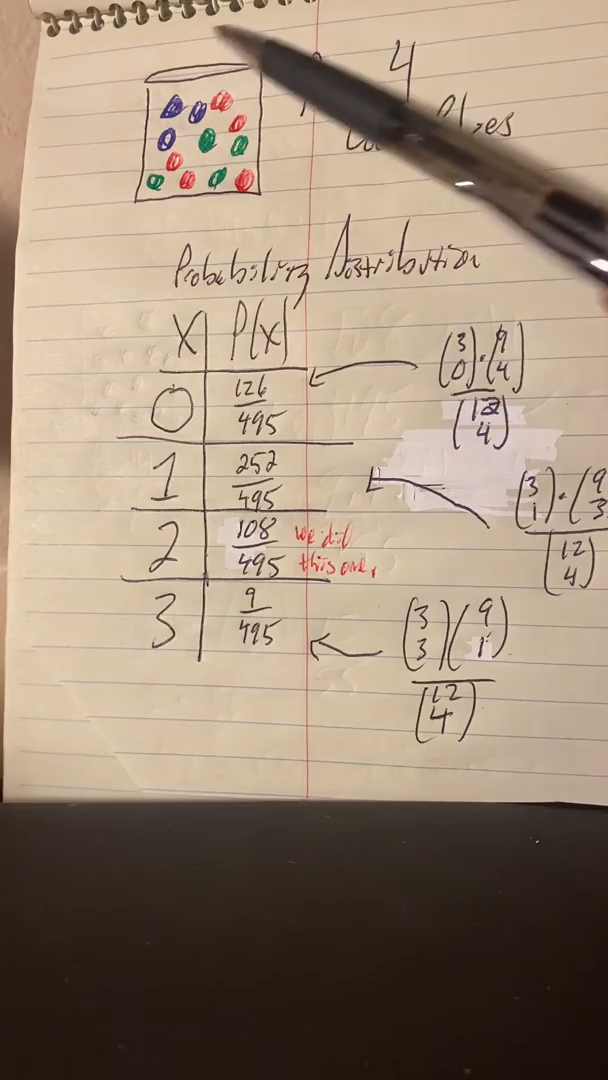 4
Probability Distribution
X P(x)
0 126/495
(3 0)·(9 4)/(12 4)
1 252/495
(3 1)·(9 3)/(12 4)
2 108/495 we did this one.
3 9/495
(3 3)(9 1)/(12 4)